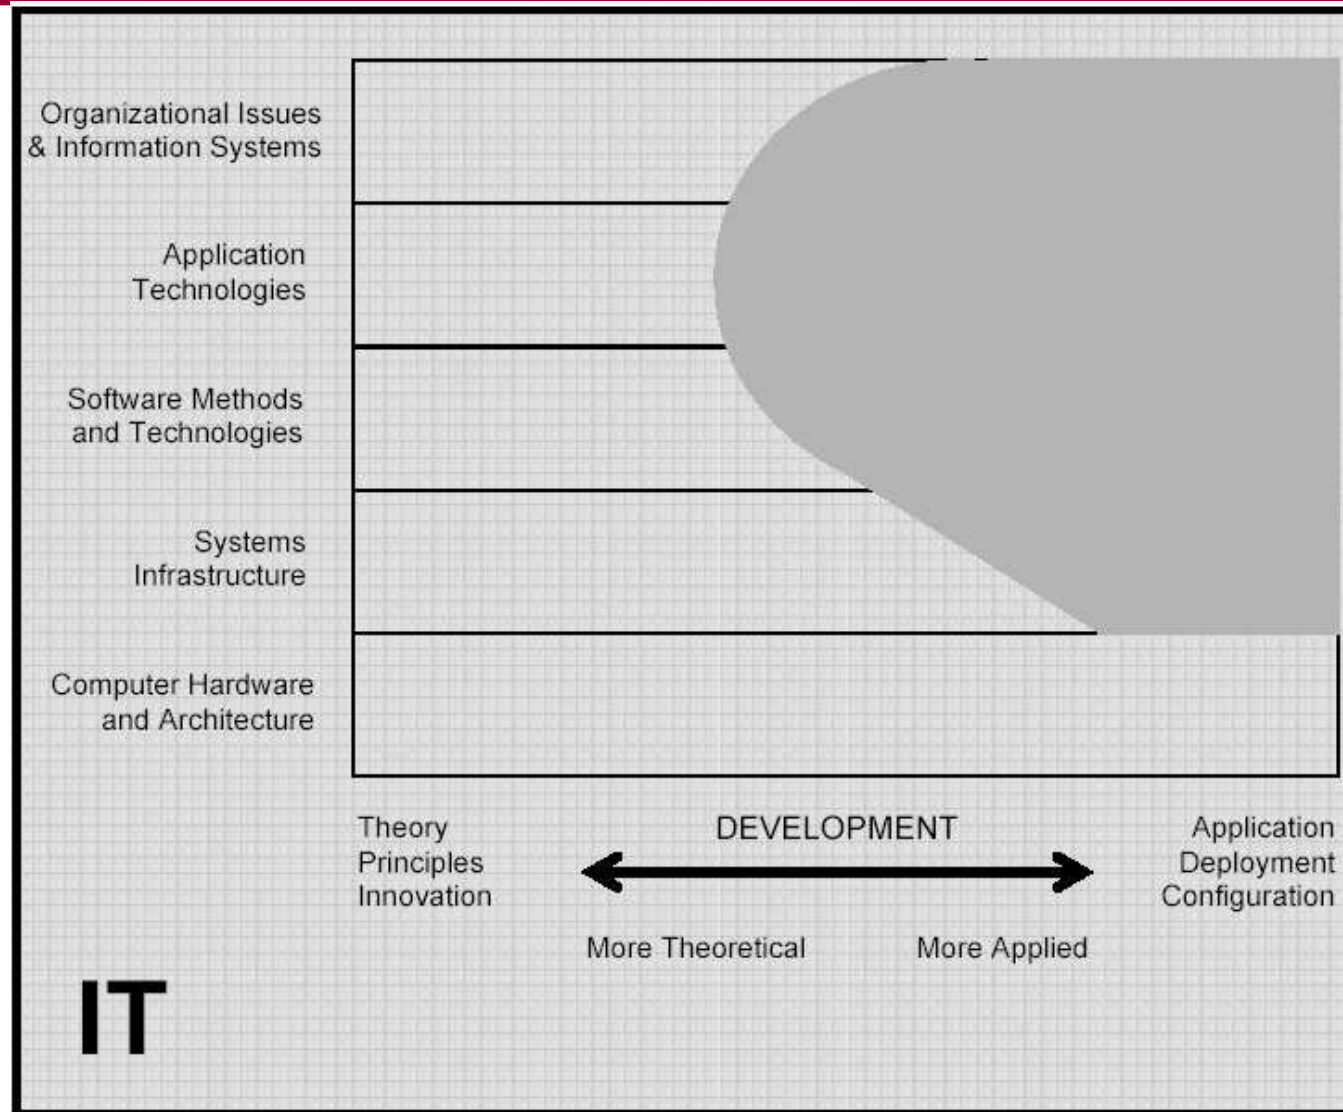 Organizational Issues
& Information Systems
Application
Technologies
Software Methods
and Technologies
Systems
Infrastructure
Computer Hardware
and Architecture
Theory
Principles
Innovation
DEVELOPMENT
More Theoretical
More Applied
Application
Deployment
Configuration
IT